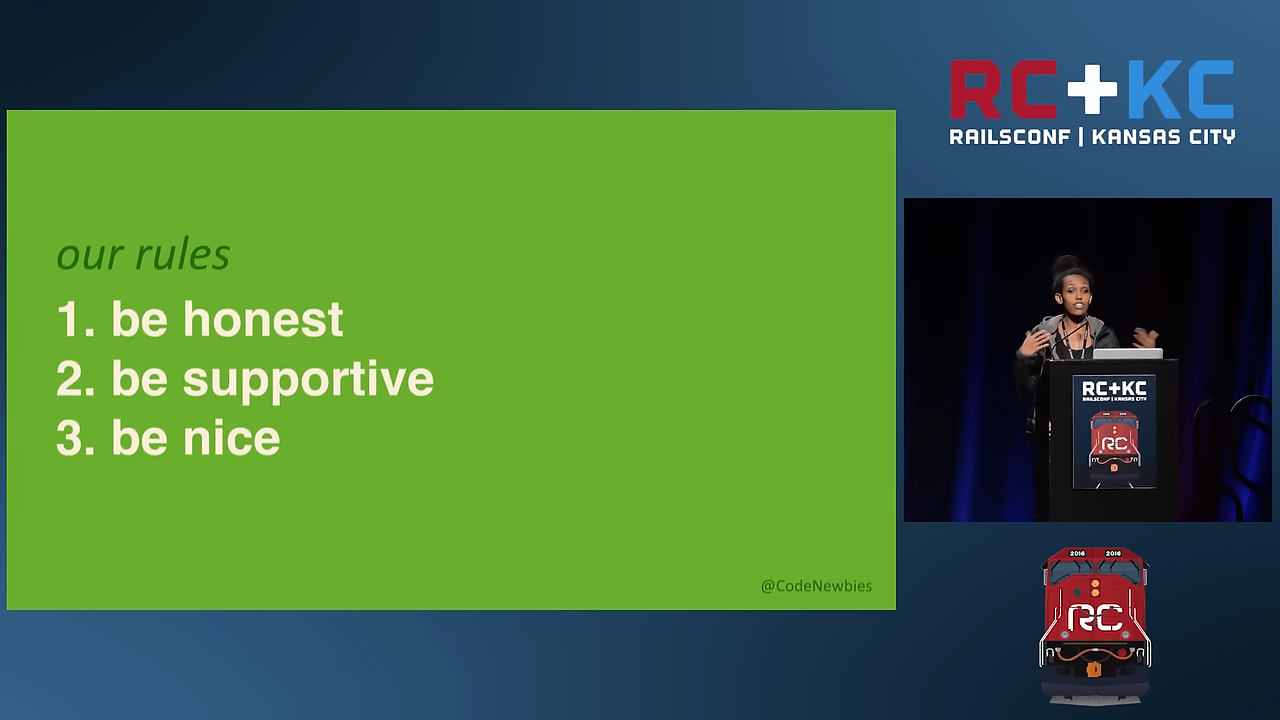 our rules
1. be honest
2. be supportive
3. be nice
@CodeNewbies
RC+KC
RAILSCONF | KANSAS CITY
RC+KC
RAILSCONF | KANSAS CITY
RC
2016 2016
RC